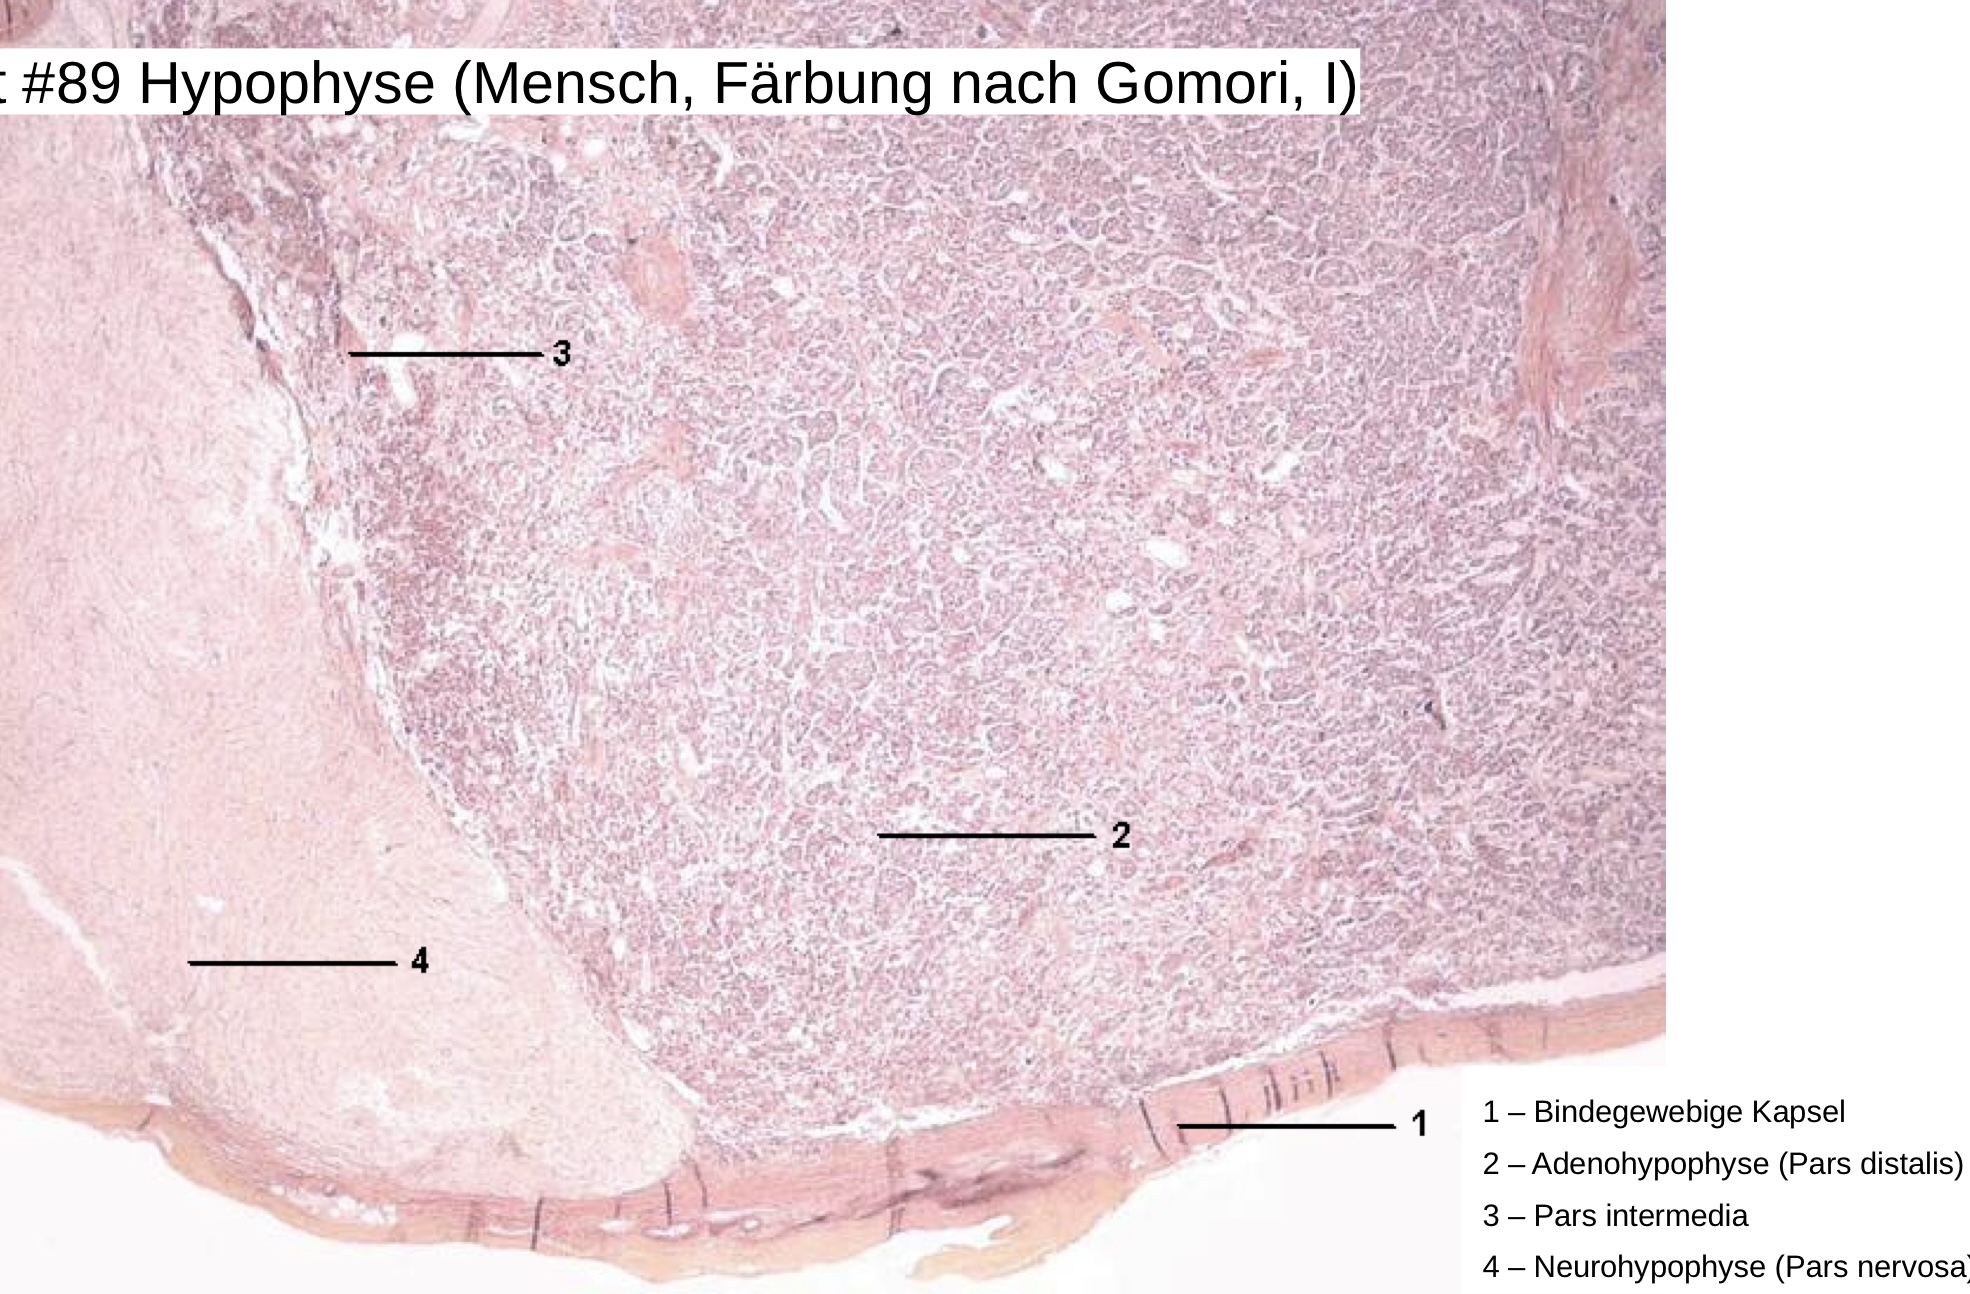 #89 Hypophyse (Mensch, Färbung nach Gomori, I)
3
2
4
1
1 – Bindegewebige Kapsel
2 – Adenohypophyse (Pars distalis)
3 – Pars intermedia
4 – Neurohypophyse (Pars nervosa)